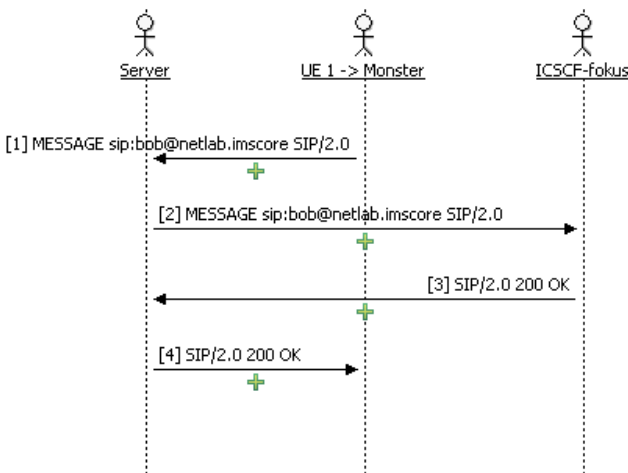 Server
UE 1 -> Monster
ICSCF-fokus
[1] MESSAGE sip:bob@netlab.imscore SIP/2.0
[2] MESSAGE sip:bob@netlab.imscore SIP/2.0
[3] SIP/2.0 200 OK
[4] SIP/2.0 200 OK